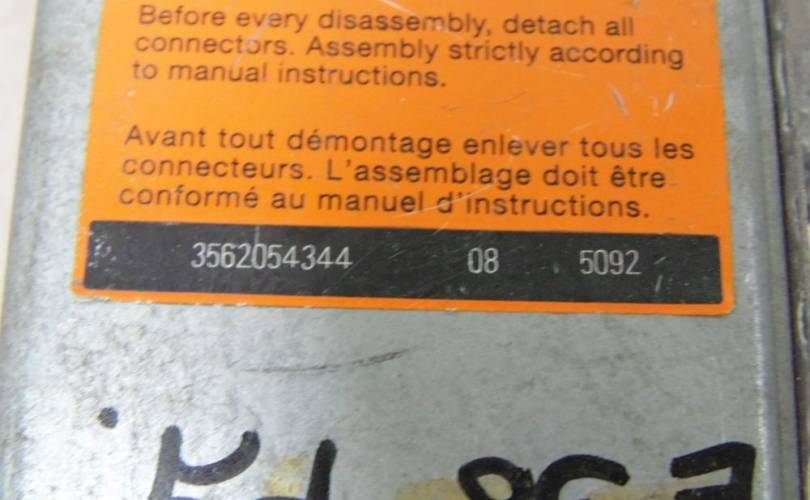 Before every disassembly, detach all
connectors. Assembly strictly according
to manual instructions.
Avant tout démontage enlever tous les
connecteurs. L'assemblage doit être
conformé au manuel d'instructions.
3562054344 08 5092